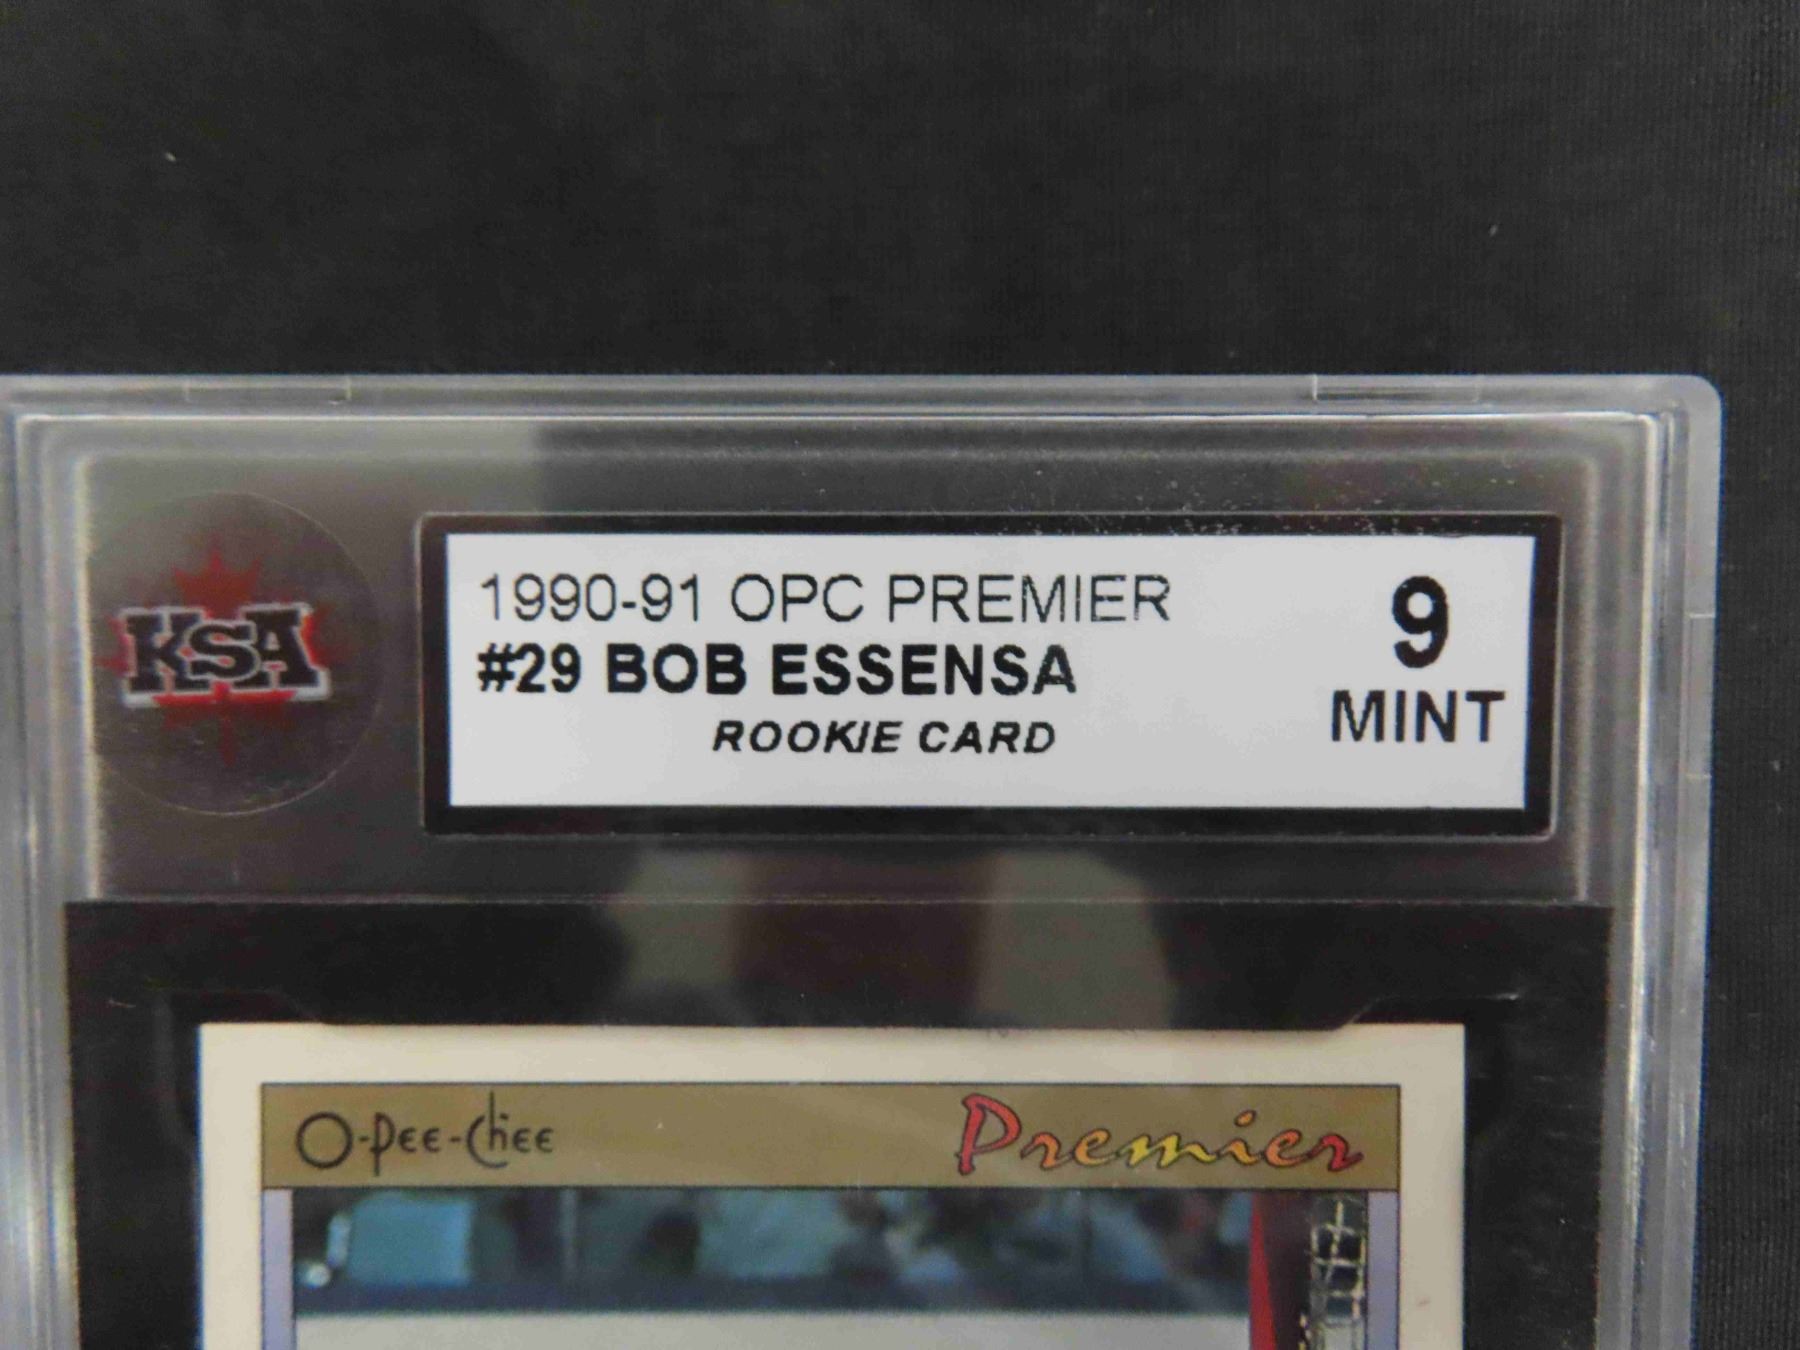 KSA
1990-91 OPC PREMIER
#29 BOB ESSENSA
ROOKIE CARD
9
MINT
O-Pee-Chee
Premier